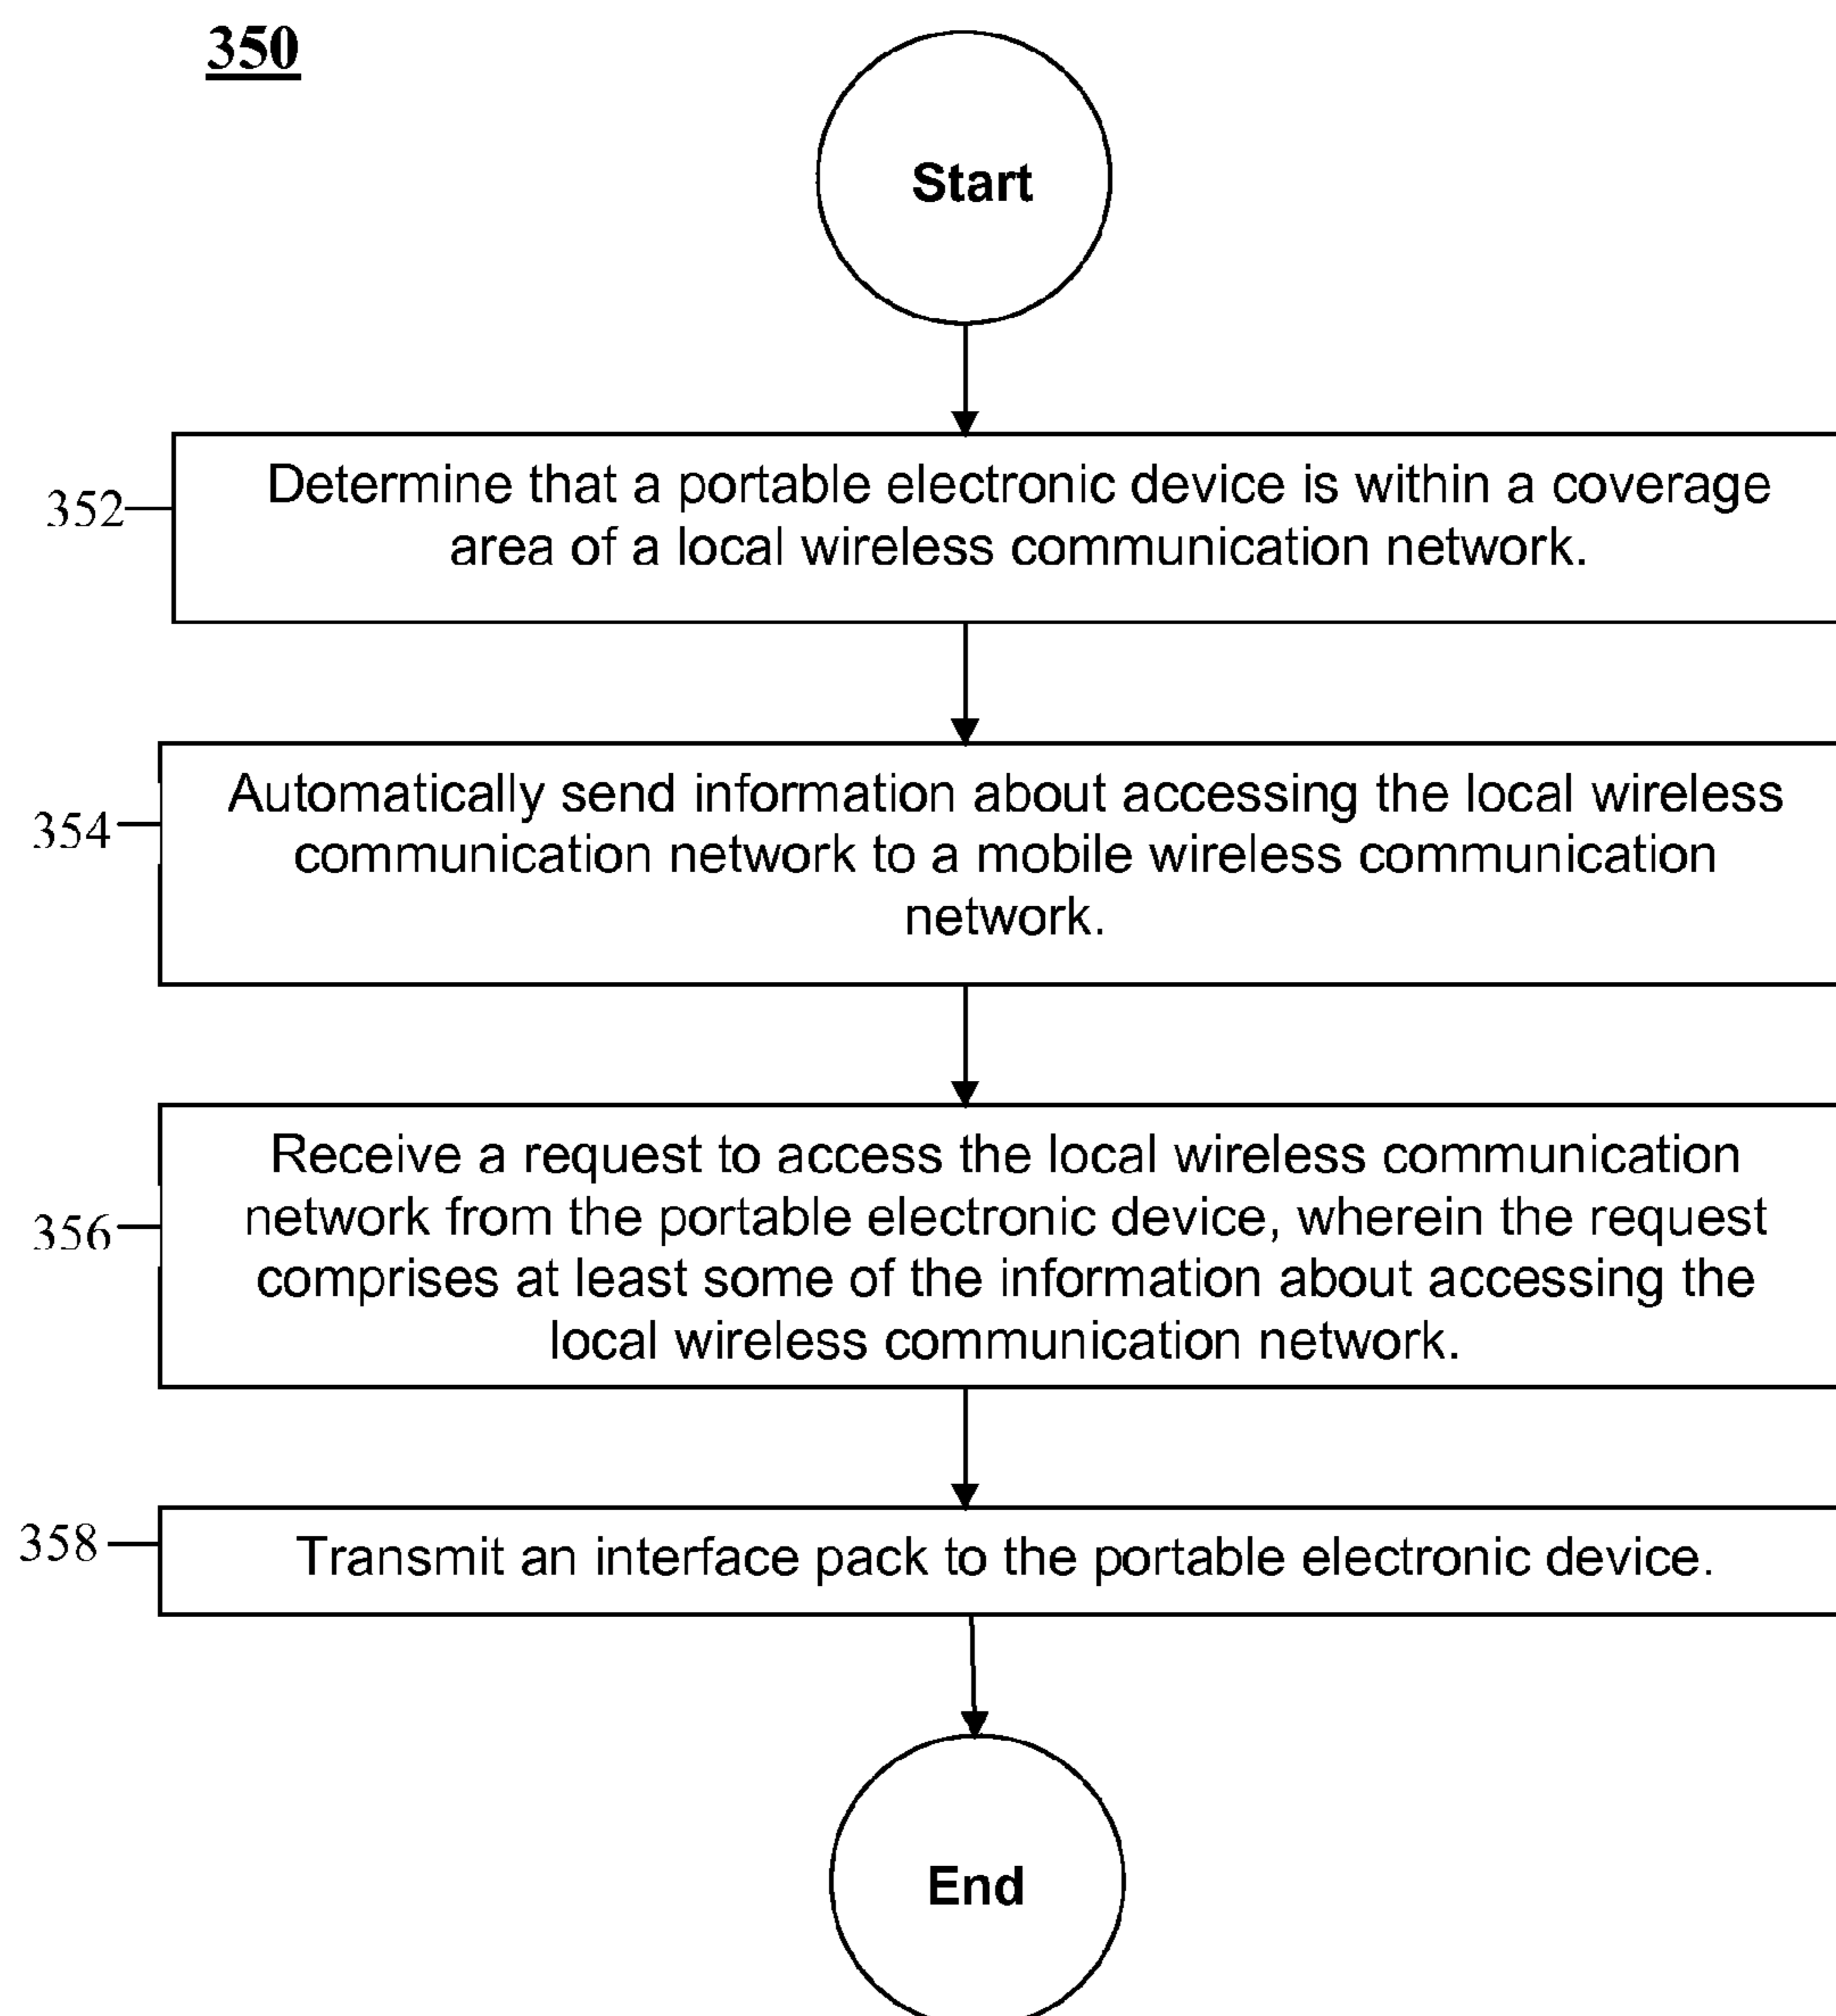 350
Start
352
Determine that a portable electronic device is within a coverage
area of a local wireless communication network.
354
Automatically send information about accessing the local wireless
communication network to a mobile wireless communication
network.
356
Receive a request to access the local wireless communication
network from the portable electronic device, wherein the request
comprises at least some of the information about accessing the
local wireless communication network.
358
Transmit an interface pack to the portable electronic device.
End